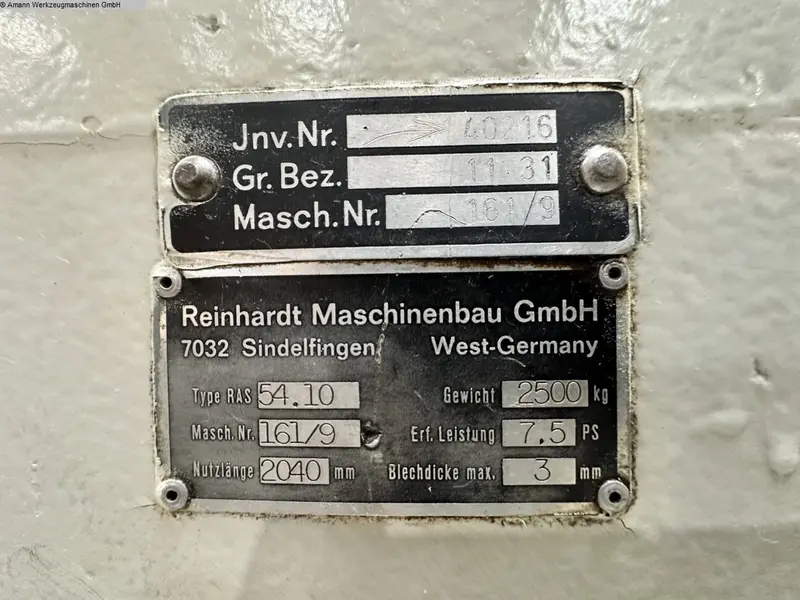 © Amann Werkzeugmaschinen GmbH
Jnv. Nr. 40216
Gr. Bez. 11.31
Masch. Nr. 161/9
Reinhardt Maschinenbau GmbH
7032 Sindelfingen West-Germany
Type RAS 54.10 Gewicht 2500 kg
Masch. Nr. 161/9 Erf. Leistung 7,5 PS
Nutzlänge 2040 mm Blechdicke max. 3 mm